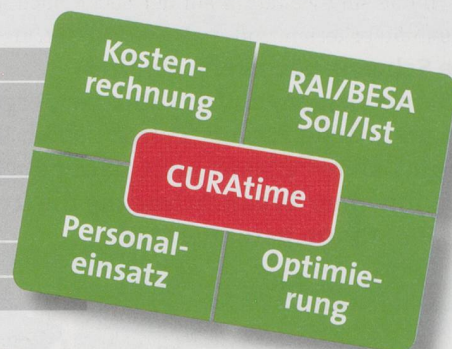 Kosten-
rechnung
RAI/BESA
Soll/Ist
CURAtime
Personal-
einsatz
Optimie-
rung